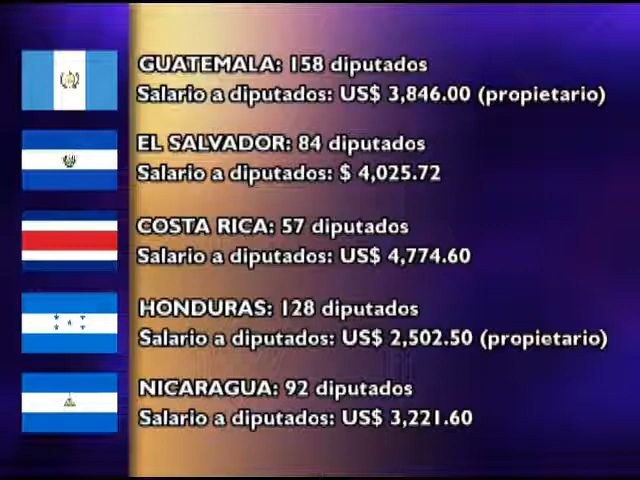 GUATEMALA: 158 diputados
Salario a diputados: US$ 3,846.00 (propietario)
EL SALVADOR: 84 diputados
Salario a diputados: $ 4,025.72
COSTA RICA: 57 diputados
Salario a diputados: US$ 4,774.60
HONDURAS: 128 diputados
Salario a diputados: US$ 2,502.50 (propietario)
NICARAGUA: 92 diputados
Salario a diputados: US$ 3,221.60